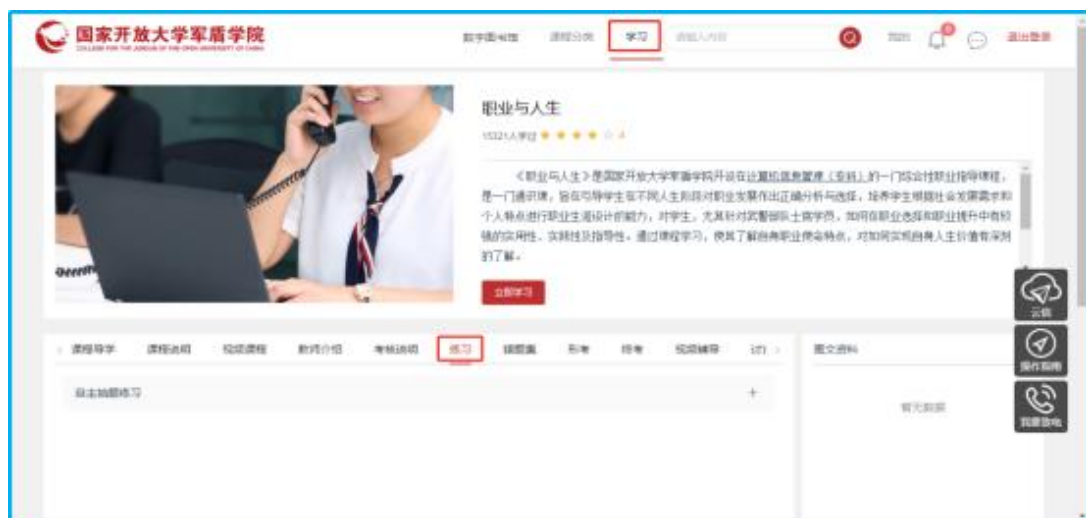 国家开放大学军盾学院
数字图书馆 课程分类 学习 请输入内容
退出登录
职业与人生
15321人学过 4
《职业与人生》是国家开放大学军盾学院开设在计算机信息管理（专科）的一门综合性职业指导课程，
是一门通识课，旨在引导学生在不同人生阶段对职业发展作出正确分析与选择，培养学生根据社会发展需求和
个人特点进行职业生涯设计的能力，对学生，尤其针对武警部队士官学员，如何在职业选择和职业提升中有较
强的实用性、实践性及指导性。通过课程学习，使其了解自身职业使命特点，对如何实现自身人生价值有深刻
的了解。
立即学习
云信
操作指南
我要致电
课程导学 课程说明 视频课程 教师介绍 考核说明 练习 错题集 形考 终考 视频辅导 讨
图文资料
自主抽题练习
暂无数据